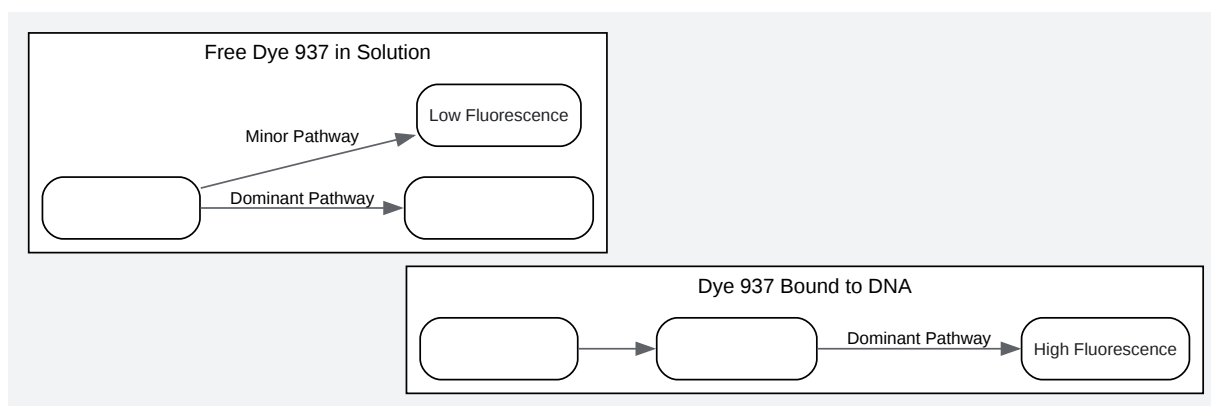 Free Dye 937 in Solution
Low Fluorescence
Minor Pathway
Dominant Pathway
Dye 937 Bound to DNA
Dominant Pathway
High Fluorescence